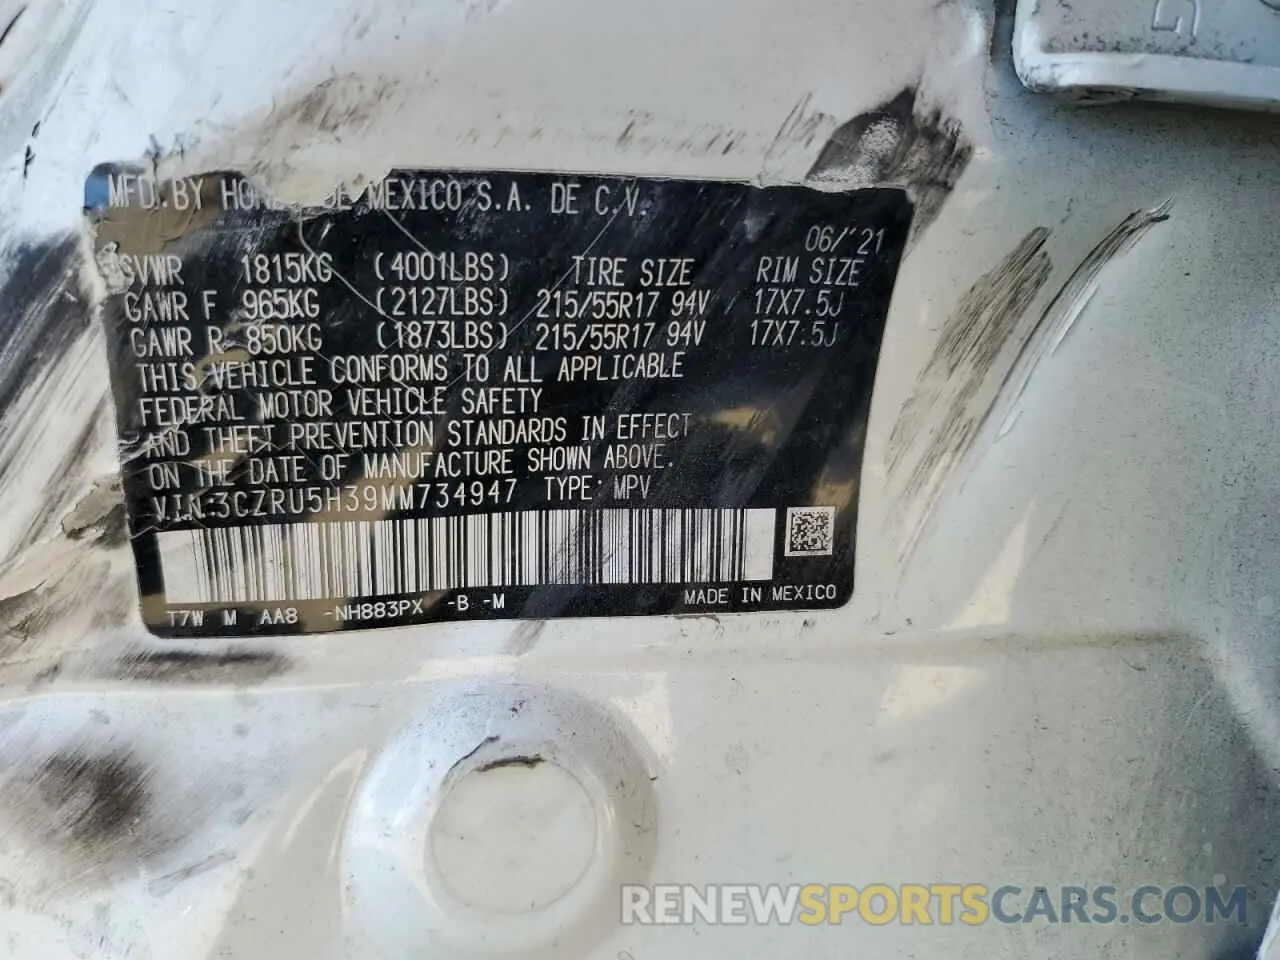 MFD. BY HONDA DE MEXICO S.A. DE C.V.
06/'21
GVWR 1815KG (4001LBS) TIRE SIZE RIM SIZE
GAWR F 965KG (2127LBS) 215/55R17 94V 17X7.5J
GAWR R 850KG (1873LBS) 215/55R17 94V 17X7.5J
THIS VEHICLE CONFORMS TO ALL APPLICABLE
FEDERAL MOTOR VEHICLE SAFETY
AND THEFT PREVENTION STANDARDS IN EFFECT
ON THE DATE OF MANUFACTURE SHOWN ABOVE.
VIN:3CZRU5H39MM734947 TYPE: MPV
T7W M AA8 -NH883PX -B -M MADE IN MEXICO
G
RENEWSPORTSCARS.COM